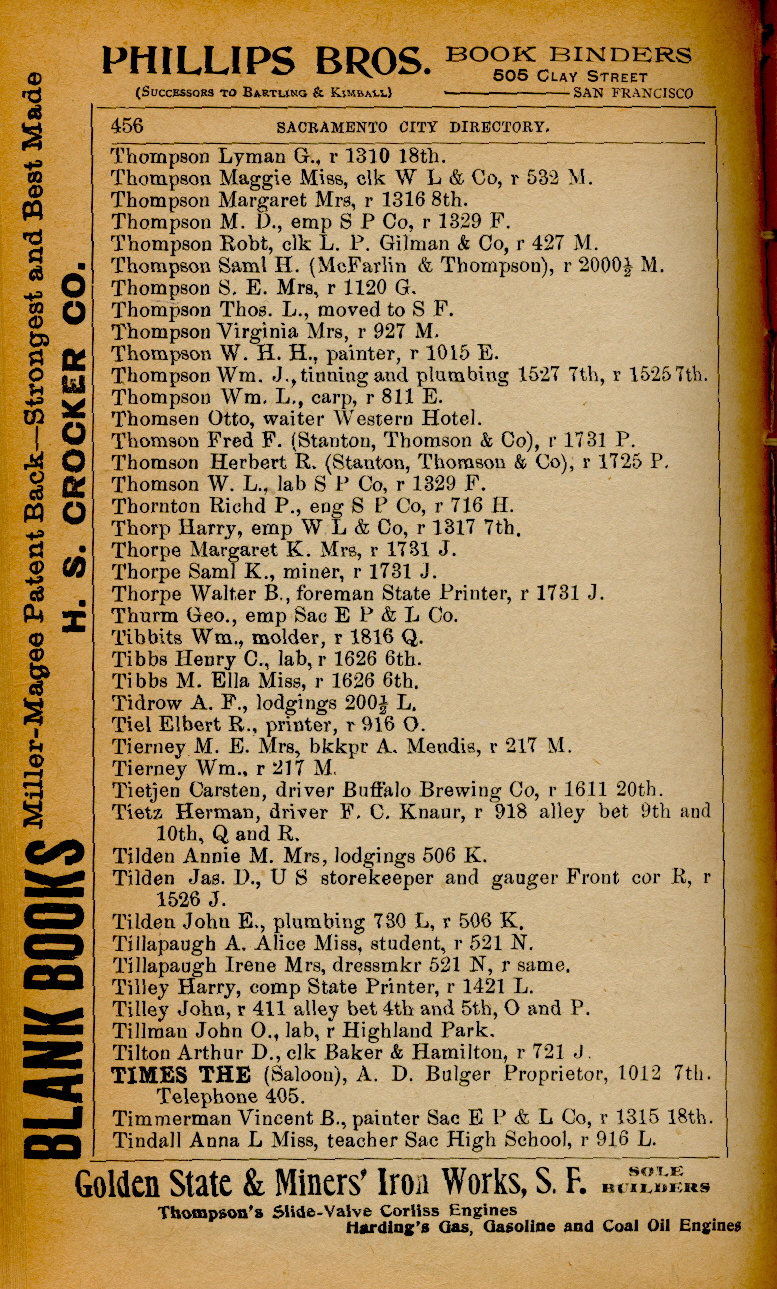 PHILLIPS BROS. BOOK BINDERS
505 CLAY STREET
(SUCCESSORS TO BARTLING & KIMBALL) SAN FRANCISCO
456 SACRAMENTO CITY DIRECTORY.
Thompson Lyman G., r 1310 18th.
Thompson Maggie Miss, clk W L & Co, r 532 M.
Thompson Margaret Mrs, r 1316 8th.
Thompson M. D., emp S P Co, r 1329 F.
Thompson Robt, clk L. P. Gilman & Co, r 427 M.
Thompson Saml H. (McFarlin & Thompson), r 2000½ M.
Thompson S. E. Mrs, r 1120 G.
Thompson Thos. L., moved to S F.
Thompson Virginia Mrs, r 927 M.
Thompson W. H. H., painter, r 1015 E.
Thompson Wm. J., tinning and plumbing 1527 7th, r 1525 7th.
Thompson Wm. L., carp, r 811 E.
Thomsen Otto, waiter Western Hotel.
Thomson Fred F. (Stanton, Thomson & Co), r 1731 P.
Thomson Herbert R. (Stanton, Thomson & Co), r 1725 P.
Thomson W. L., lab S P Co, r 1329 F.
Thornton Richd P., eng S P Co, r 716 H.
Thorp Harry, emp W L & Co, r 1317 7th.
Thorpe Margaret K. Mrs, r 1731 J.
Thorpe Saml K., miner, r 1731 J.
Thorpe Walter B., foreman State Printer, r 1731 J.
Thurm Geo., emp Sac E P & L Co.
Tibbits Wm., molder, r 1816 Q.
Tibbs Henry C., lab, r 1626 6th.
Tibbs M. Ella Miss, r 1626 6th.
Tidrow A. F., lodgings 200½ L.
Tiel Elbert R., printer, r 916 O.
Tierney M. E. Mrs, bkkpr A. Mendis, r 217 M.
Tierney Wm., r 217 M.
Tietjen Carsten, driver Buffalo Brewing Co, r 1611 20th.
Tietz Herman, driver F. C. Knaur, r 918 alley bet 9th and
10th, Q and R.
Tilden Annie M. Mrs, lodgings 506 K.
Tilden Jas. D., U S storekeeper and gauger Front cor R, r
1526 J.
Tilden John E., plumbing 730 L, r 506 K.
Tillapaugh A. Alice Miss, student, r 521 N.
Tillapaugh Irene Mrs, dressmkr 521 N, r same.
Tilley Harry, comp State Printer, r 1421 L.
Tilley John, r 411 alley bet 4th and 5th, O and P.
Tillman John O., lab, r Highland Park.
Tilton Arthur D., clk Baker & Hamilton, r 721 J.
TIMES THE (Saloon), A. D. Bulger Proprietor, 1012 7th.
Telephone 405.
Timmerman Vincent B., painter Sac E P & L Co, r 1315 18th.
Tindall Anna L Miss, teacher Sac High School, r 916 L.
Golden State & Miners' Iron Works, S. F. SOLE BUILDERS
Thompson's Slide-Valve Corliss Engines
Harding's Gas, Gasoline and Coal Oil Engines
BLANK BOOKS Miller-Magee Patent Back—Strongest and Best Made
H. S. CROCKER CO.